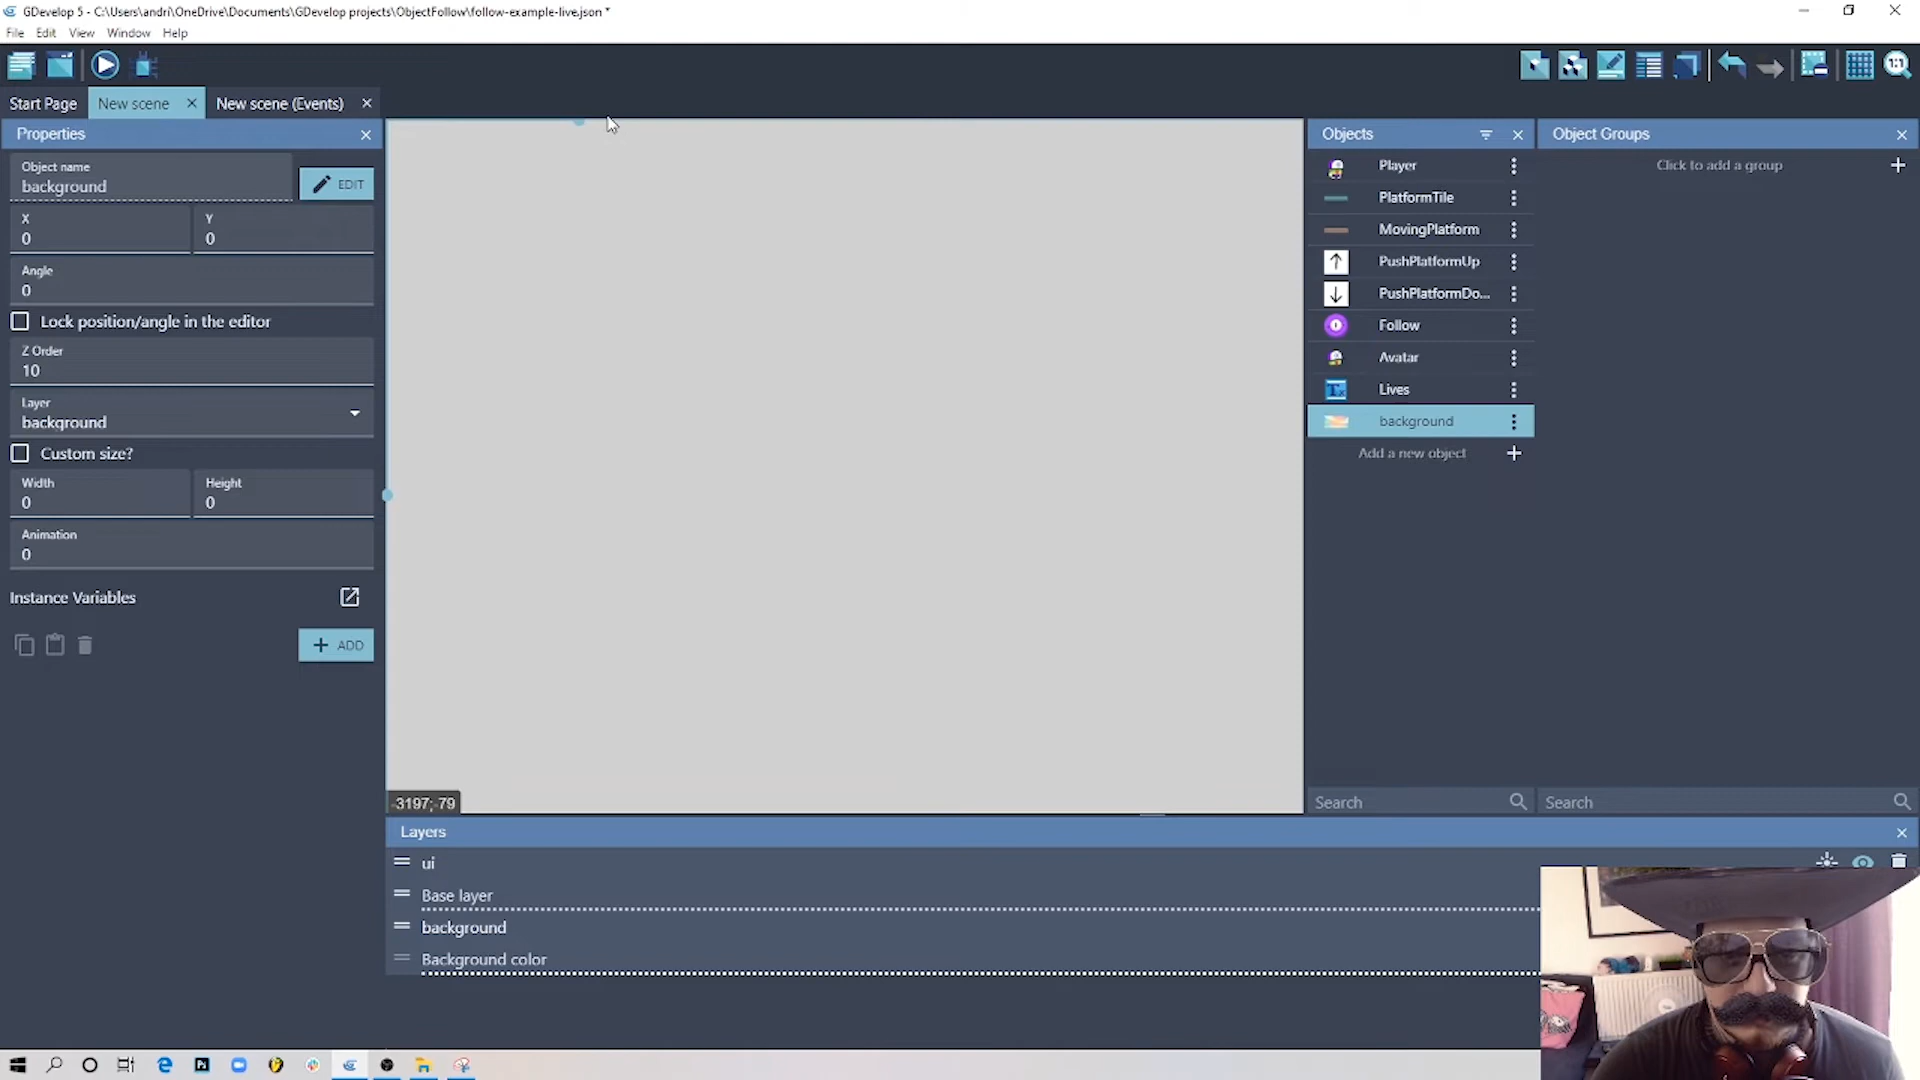 GDevelop 5 - C:\Users\andri\OneDrive\Documents\GDevelop projects\ObjectFollow\follow-example-live.json *
File Edit View Window Help
1:1
Start Page New scene × New scene (Events) ×
Properties ×
Object name
background
EDIT
X Y
0 0
Angle
0
Lock position/angle in the editor
Z Order
10
Layer
background
Custom size?
Width Height
0 0
Animation
0
Instance Variables
+ ADD
-3197;-79
Objects ×
Player
PlatformTile
MovingPlatform
PushPlatformUp
PushPlatformDo...
Follow
Avatar
Lives
background
Add a new object +
Search
Object Groups ×
Click to add a group +
Search
Layers ×
ui
Base layer
background
Background color